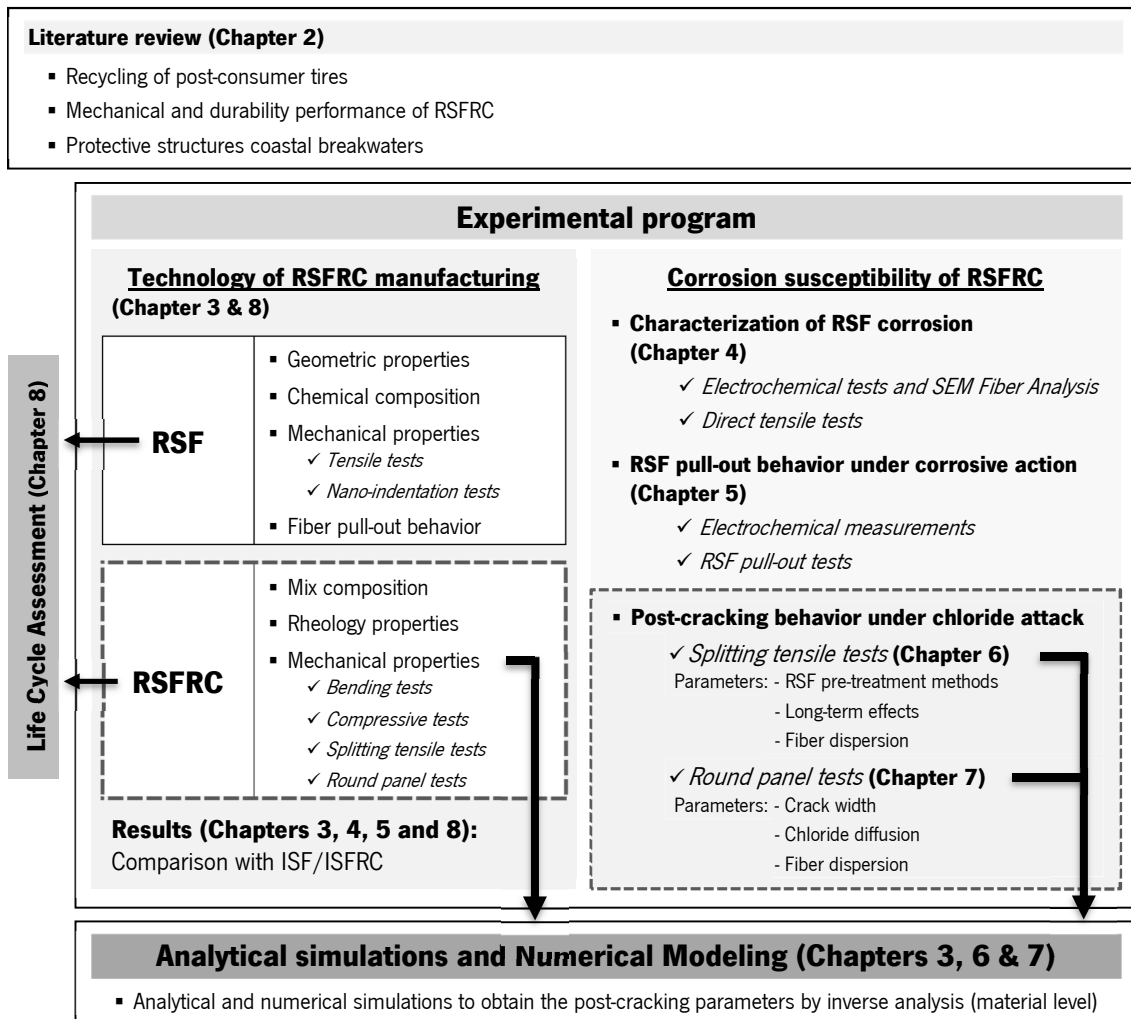 Literature review (Chapter 2)
▪ Recycling of post-consumer tires
▪ Mechanical and durability performance of RSFRC
▪ Protective structures coastal breakwaters
Experimental program
Technology of RSFRC manufacturing
(Chapter 3 & 8)
RSF
▪ Geometric properties
▪ Chemical composition
▪ Mechanical properties
✓ Tensile tests
✓ Nano-indentation tests
▪ Fiber pull-out behavior
RSFRC
▪ Mix composition
▪ Rheology properties
▪ Mechanical properties
✓ Bending tests
✓ Compressive tests
✓ Splitting tensile tests
✓ Round panel tests
Results (Chapters 3, 4, 5 and 8):
Comparison with ISF/ISFRC
Life Cycle Assessment (Chapter 8)
Corrosion susceptibility of RSFRC
▪ Characterization of RSF corrosion
(Chapter 4)
✓ Electrochemical tests and SEM Fiber Analysis
✓ Direct tensile tests
▪ RSF pull-out behavior under corrosive action
(Chapter 5)
✓ Electrochemical measurements
✓ RSF pull-out tests
▪ Post-cracking behavior under chloride attack
✓ Splitting tensile tests (Chapter 6)
Parameters: - RSF pre-treatment methods
- Long-term effects
- Fiber dispersion
✓ Round panel tests (Chapter 7)
Parameters: - Crack width
- Chloride diffusion
- Fiber dispersion
Analytical simulations and Numerical Modeling (Chapters 3, 6 & 7)
▪ Analytical and numerical simulations to obtain the post-cracking parameters by inverse analysis (material level)